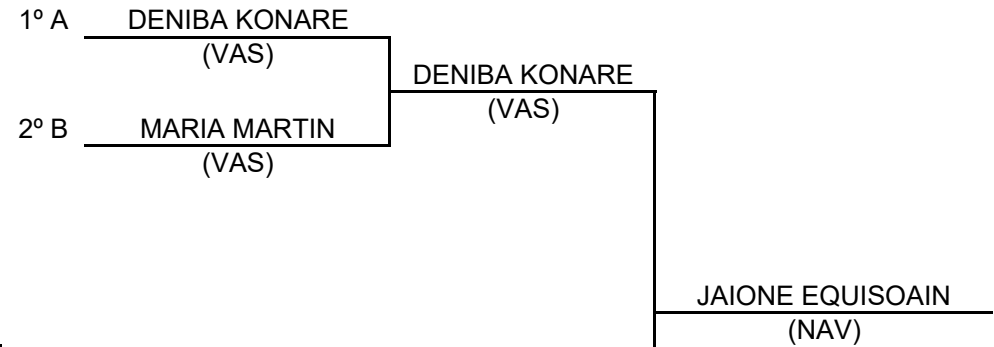 1º A DENIBA KONARE
(VAS)
DENIBA KONARE
(VAS)
2º B MARIA MARTIN
(VAS)
JAIONE EQUISOAIN
(NAV)